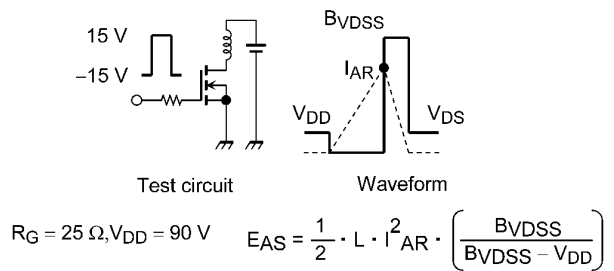 15 V
−15 V
BVDSS
IAR
VDD
VDS
Test circuit
Waveform
RG = 25 Ω,VDD = 90 V
EAS = 1/2 · L · I²AR · (BVDSS / (BVDSS − VDD))